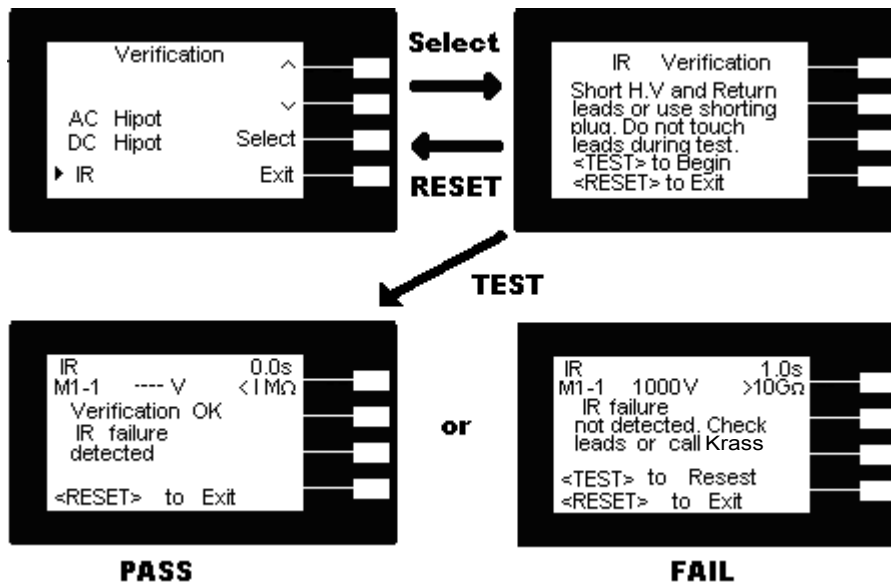 Verification
^
AC Hipot
DC Hipot
Select
IR
Exit
Select
RESET
IR Verification
Short H.V and Return
leads or use shorting
plug. Do not touch
leads during test.
<TEST> to Begin
<RESET> to Exit
TEST
IR 0.0s
M1-1 ---- V <1MΩ
Verification OK
IR failure
detected
<RESET> to Exit
PASS
or
IR 1.0s
M1-1 1000V >10GΩ
IR failure
not detected. Check
leads or call Krass
<TEST> to Resest
<RESET> to Exit
FAIL